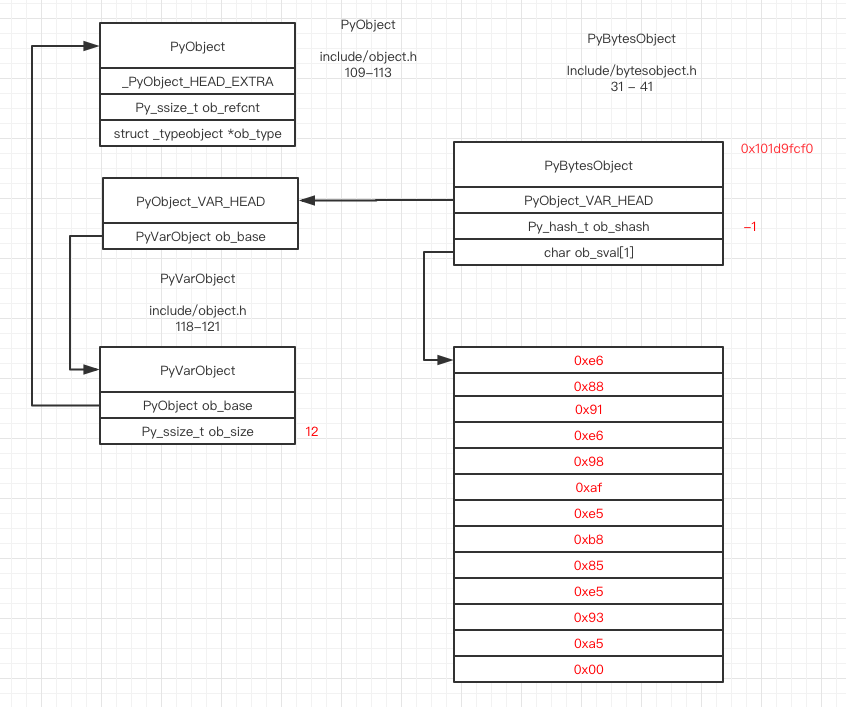 PyObject
_PyObject_HEAD_EXTRA
Py_ssize_t ob_refcnt
struct _typeobject *ob_type
PyObject
include/object.h
109-113
PyBytesObject
Include/bytesobject.h
31 - 41
PyObject_VAR_HEAD
PyVarObject ob_base
PyVarObject
include/object.h
118-121
PyVarObject
PyObject ob_base
Py_ssize_t ob_size
12
PyBytesObject
PyObject_VAR_HEAD
Py_hash_t ob_shash
char ob_sval[1]
0x101d9fcf0
-1
0xe6
0x88
0x91
0xe6
0x98
0xaf
0xe5
0xb8
0x85
0xe5
0x93
0xa5
0x00